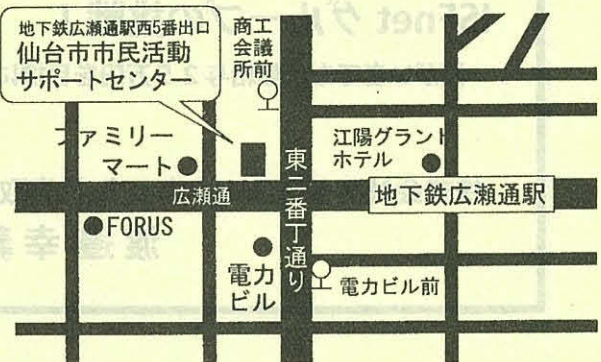 地下鉄広瀬通駅西5番出口
仙台市市民活動
サポートセンター
商工
会議
所前
ファミリー
マート
江陽グランド
ホテル
東二番丁通り
広瀬通
地下鉄広瀬通駅
FORUS
電力
ビル
電力ビル前